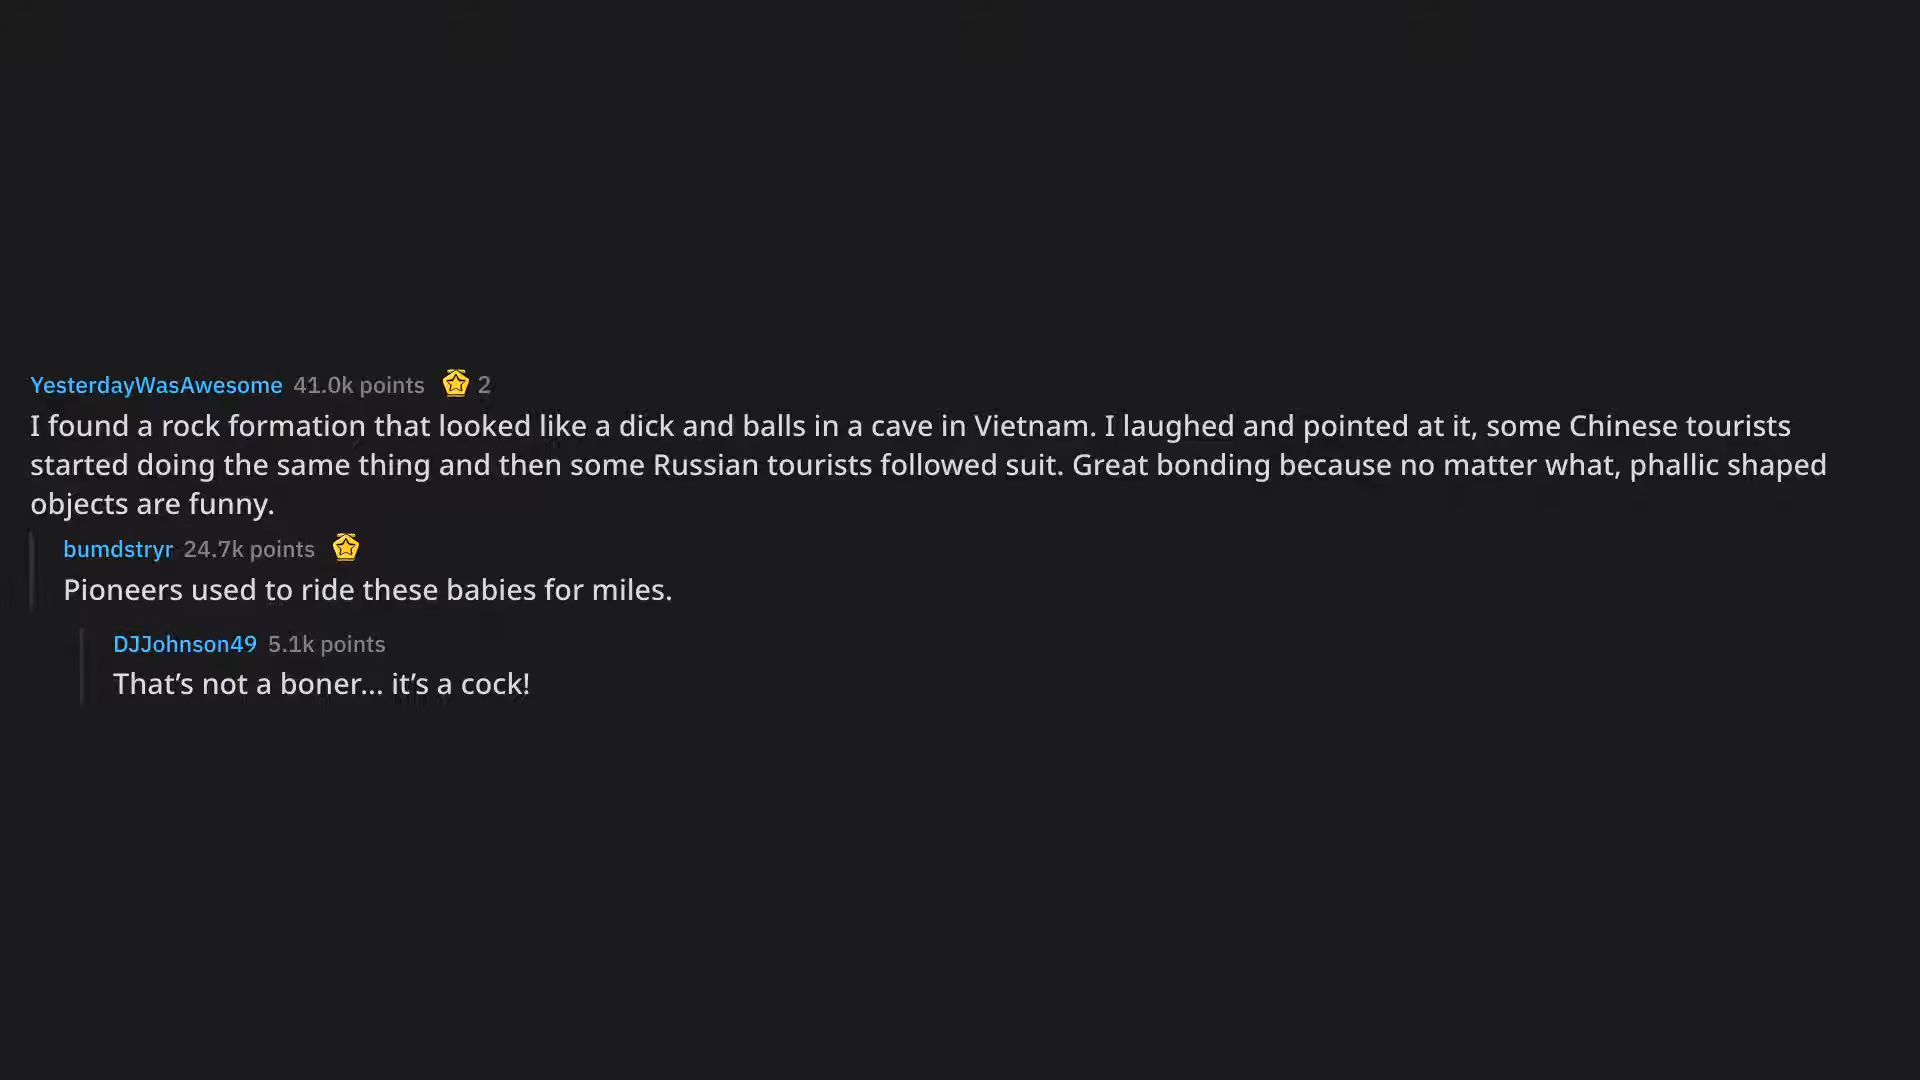 YesterdayWasAwesome 41.0k points 2
I found a rock formation that looked like a dick and balls in a cave in Vietnam. I laughed and pointed at it, some Chinese tourists
started doing the same thing and then some Russian tourists followed suit. Great bonding because no matter what, phallic shaped
objects are funny.
bumdstryr 24.7k points
Pioneers used to ride these babies for miles.
DJJohnson49 5.1k points
That’s not a boner... it’s a cock!